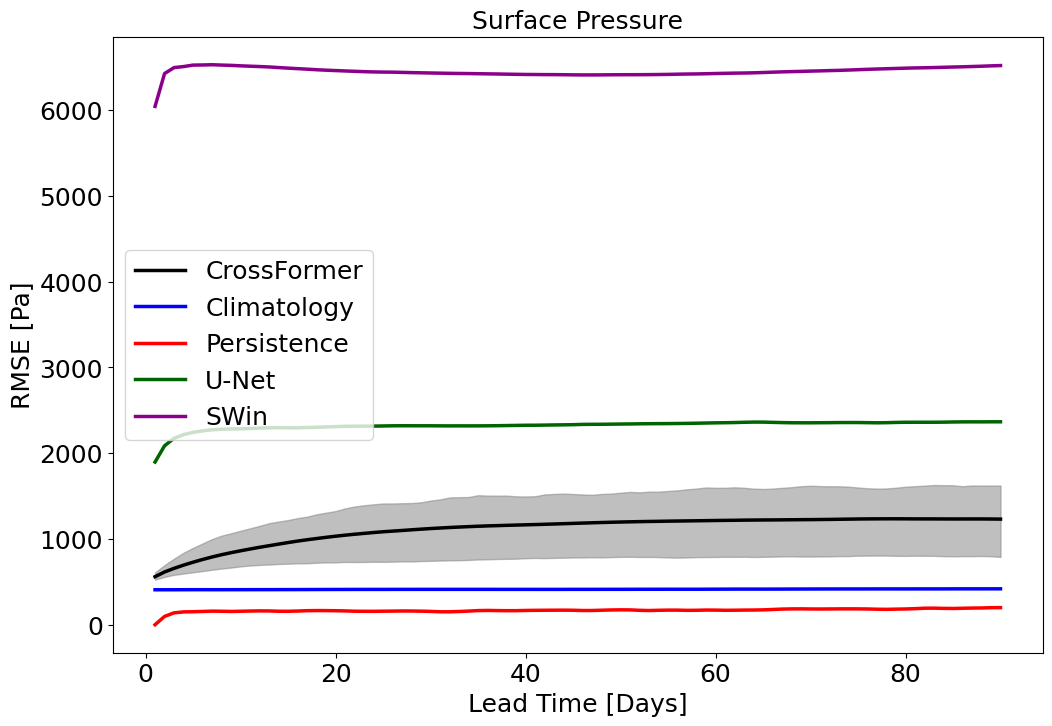 Surface Pressure
RMSE [Pa]
6000
5000
4000
3000
2000
1000
0
CrossFormer
Climatology
Persistence
U-Net
SWin
0 20 40 60 80
Lead Time [Days]